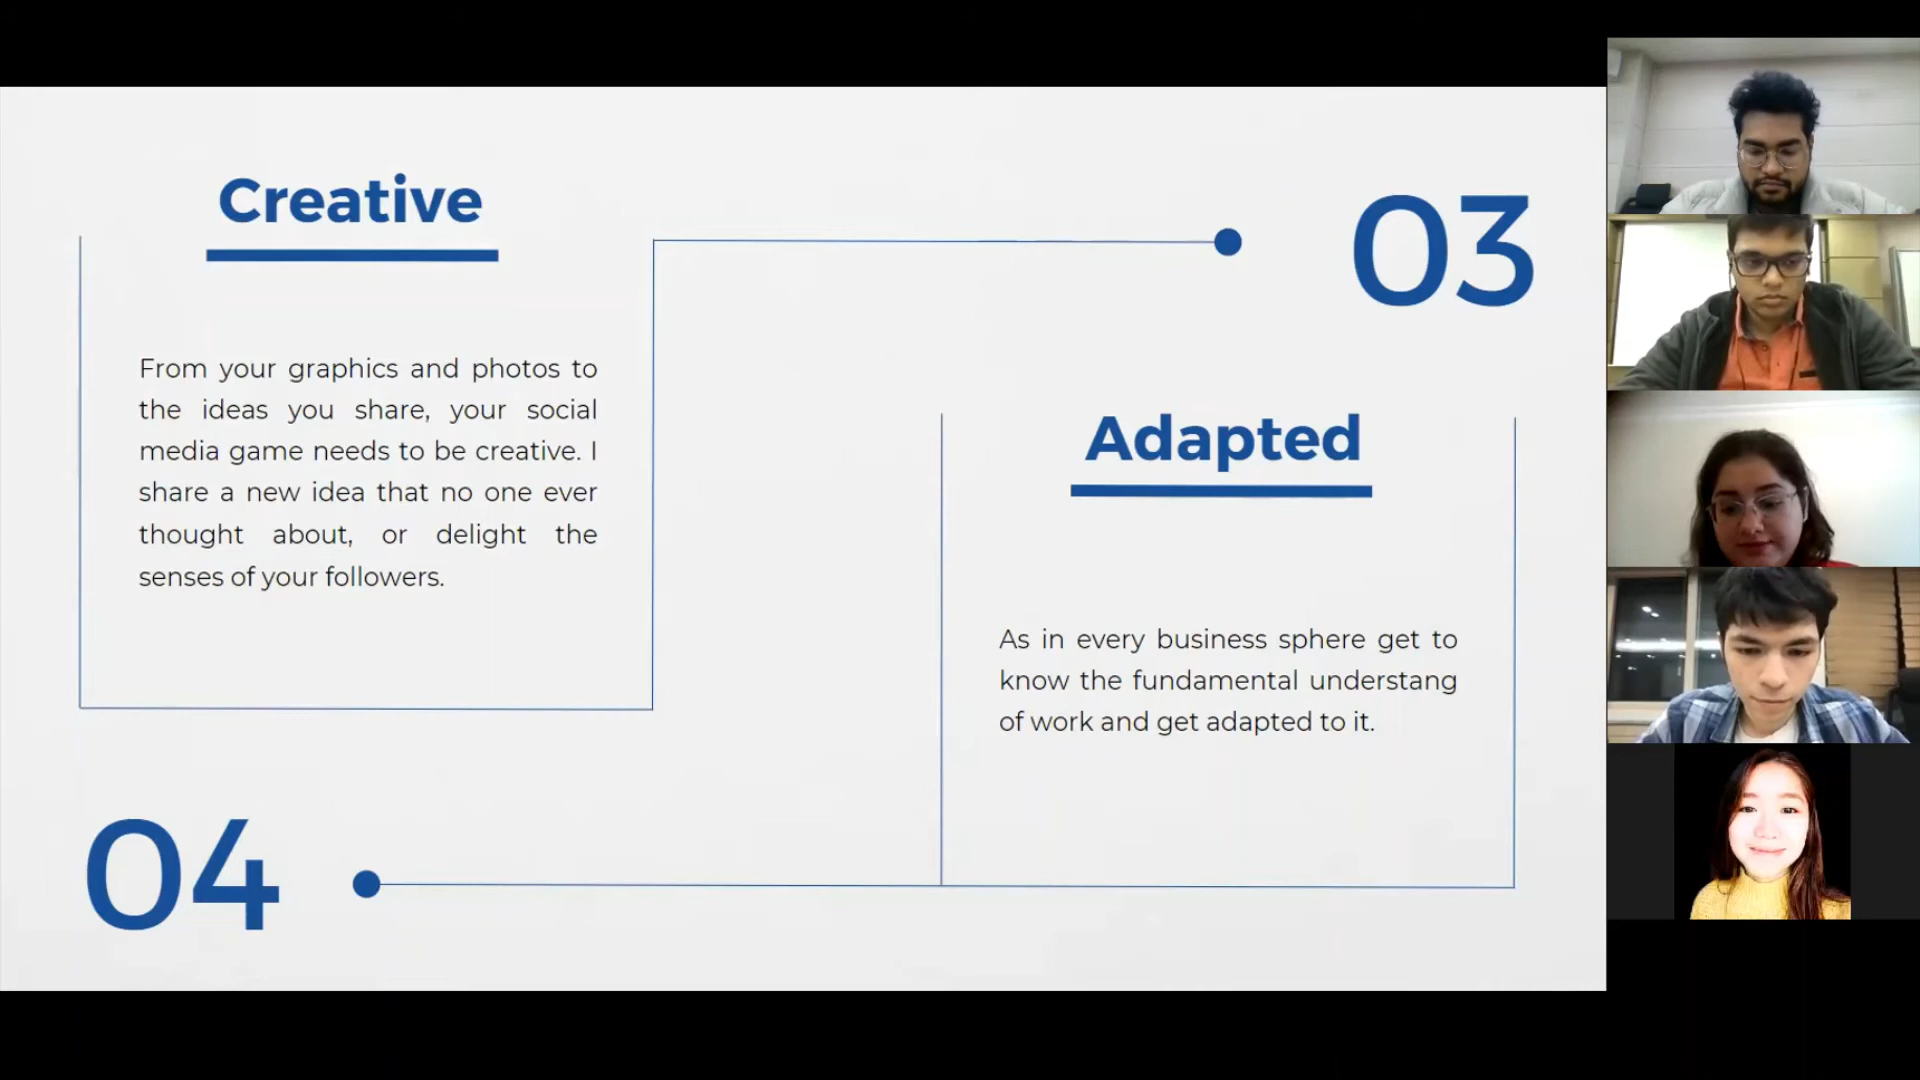 Creative
03
From your graphics and photos to
the ideas you share, your social
media game needs to be creative. I
share a new idea that no one ever
thought about, or delight the
senses of your followers.
Adapted
As in every business sphere get to
know the fundamental understang
of work and get adapted to it.
04